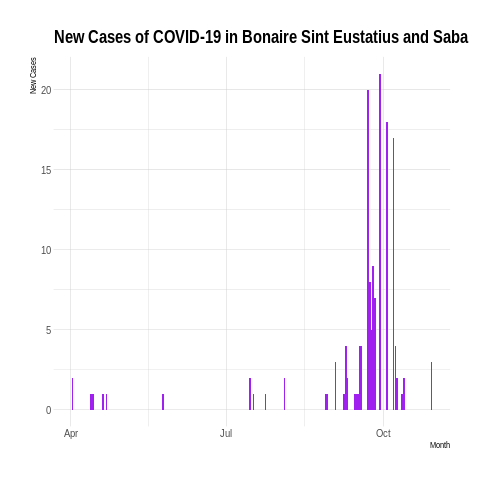 New Cases of COVID-19 in Bonaire Sint Eustatius and Saba
New Cases
20
15
10
5
0
Apr Jul Oct
Month